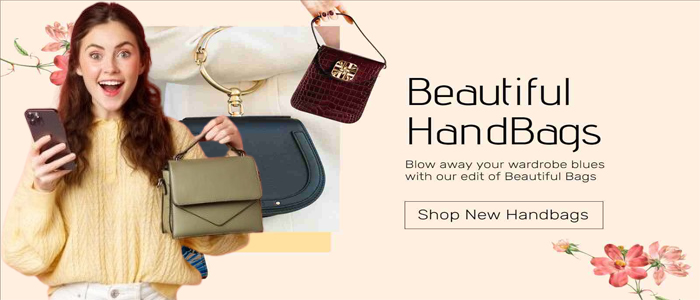 Beautiful
HandBags
Blow away your wardrobe blues
with our edit of Beautiful Bags
Shop New Handbags